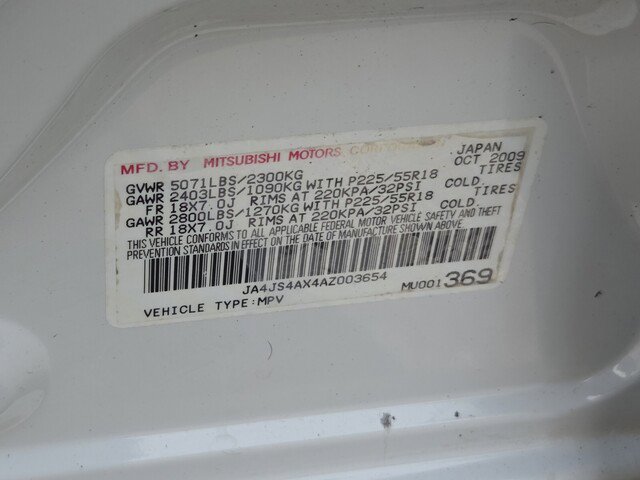 MFD. BY MITSUBISHI MOTORS CORPORATION JAPAN
GVWR 5071LBS/2300KG OCT 2009
GAWR 2403LBS/1090KG WITH P225/55R18 TIRES
FR 18X7.0J RIMS AT 220KPA/32PSI COLD.
GAWR 2800LBS/1270KG WITH P225/55R18 TIRES
RR 18X7.0J RIMS AT 220KPA/32PSI COLD.
THIS VEHICLE CONFORMS TO ALL APPLICABLE FEDERAL MOTOR VEHICLE SAFETY AND THEFT
PREVENTION STANDARDS IN EFFECT ON THE DATE OF MANUFACTURE SHOWN ABOVE.
JA4JS4AX4AZ003654
VEHICLE TYPE:MPV MU001 369